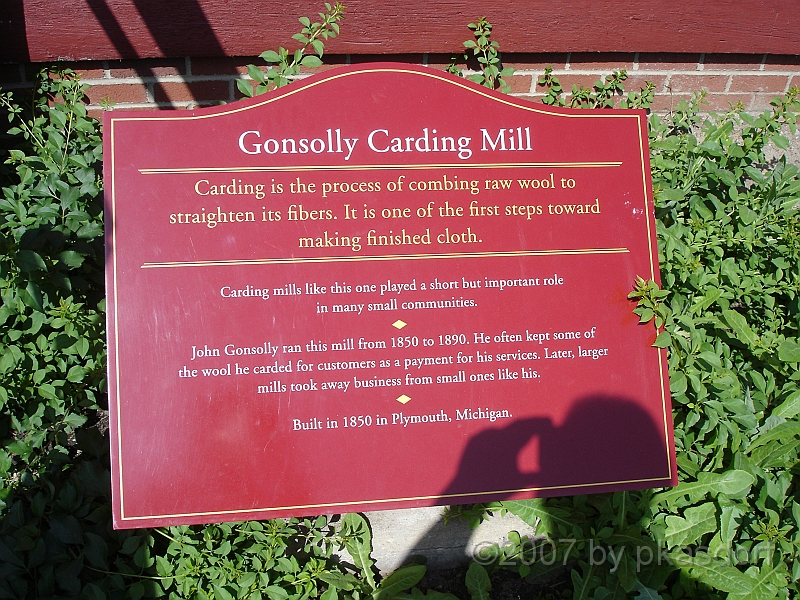 Gonsolly Carding Mill
Carding is the process of combing raw wool to
straighten its fibers. It is one of the first steps toward
making finished cloth.
Carding mills like this one played a short but important role
in many small communities.
John Gonsolly ran this mill from 1850 to 1890. He often kept some of
the wool he carded for customers as a payment for his services. Later, larger
mills took away business from small ones like his.
Built in 1850 in Plymouth, Michigan.
©2007 by pkasdorf